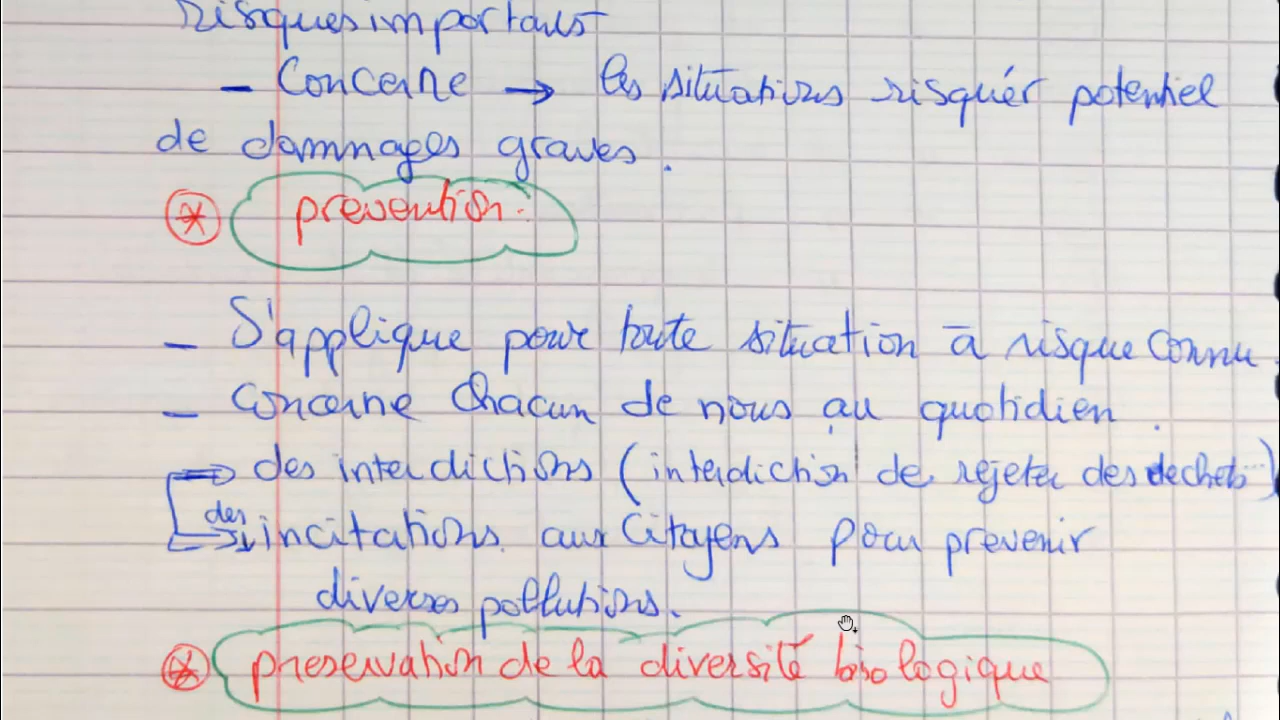 risques importants
- Concerne → les situations risquér potentiel
de dommages graves.
* prevention.
- S'applique pour toute situation à risque connu
- Concerne chacun de nous au quotidien.
⇒ des interdictions (interdiction de rejeter des dechets...)
⇒ des incitations aux citoyens pour prevenir
diverses pollutions.
* preservation de la diversité biologique